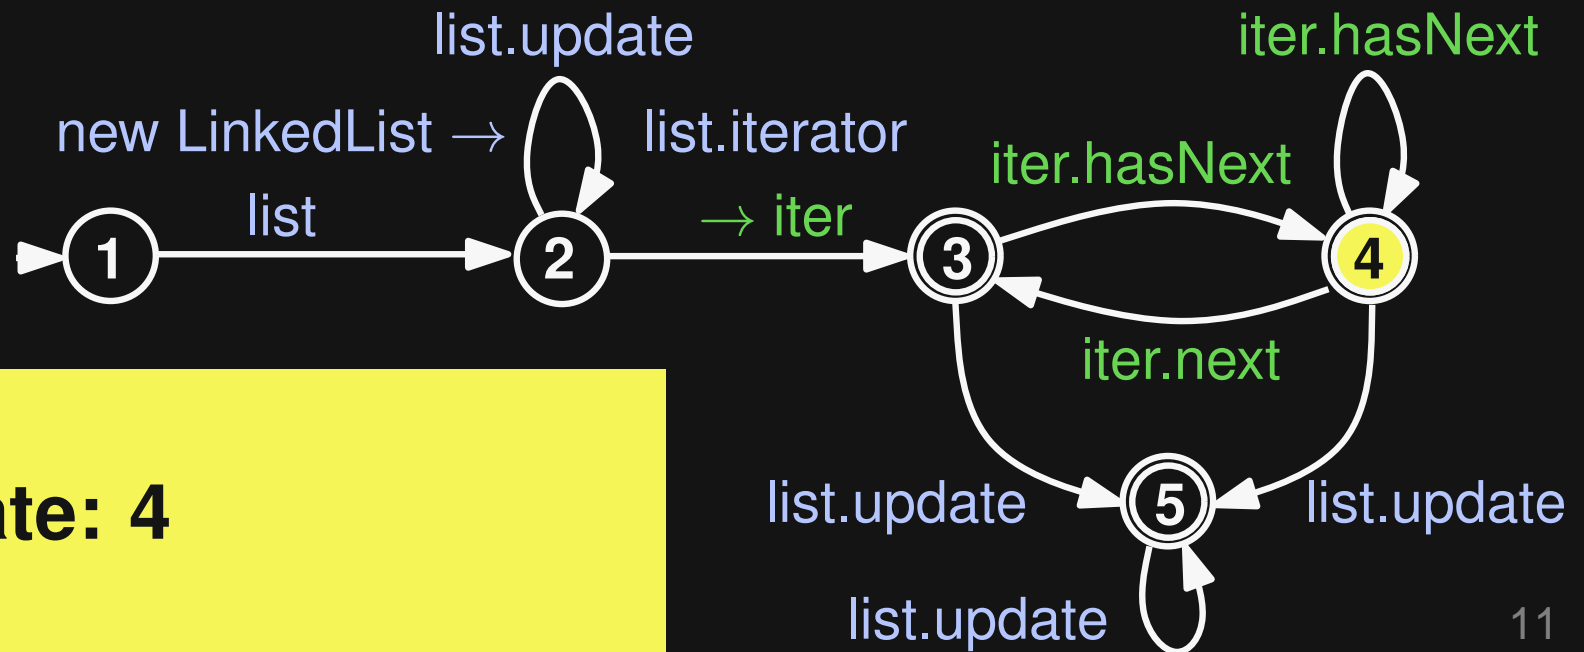 list.update
iter.hasNext
new LinkedList →
list.iterator
iter.hasNext
list
→ iter
1
2
3
4
iter.next
ate: 4
list.update
5
list.update
list.update
11